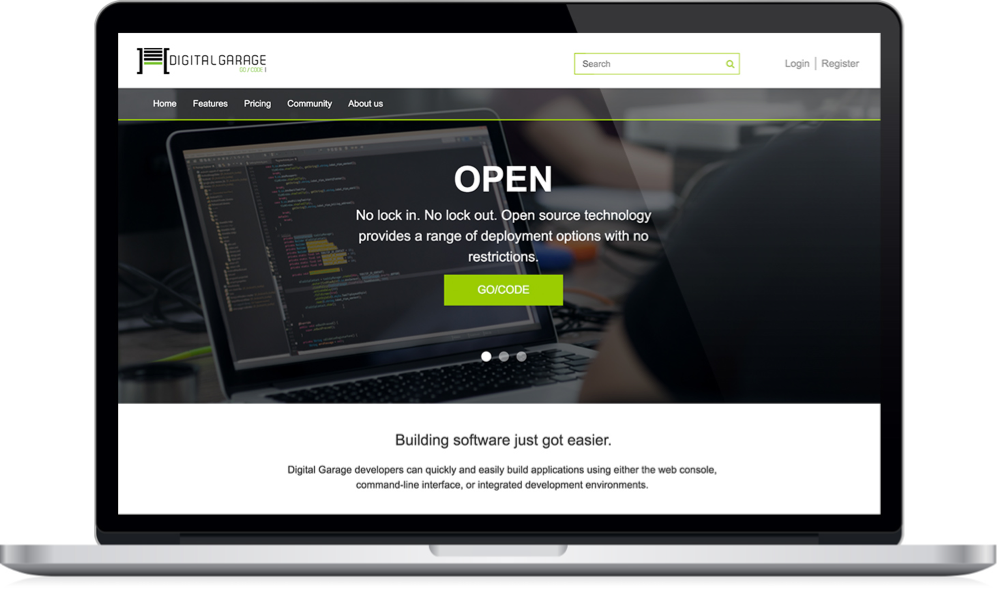 DIGITALGARAGE
GO/CODE
Search
Login | Register
Home Features Pricing Community About us
OPEN
No lock in. No lock out. Open source technology
provides a range of deployment options with no
restrictions.
GO/CODE
Building software just got easier.
Digital Garage developers can quickly and easily build applications using either the web console,
command-line interface, or integrated development environments.